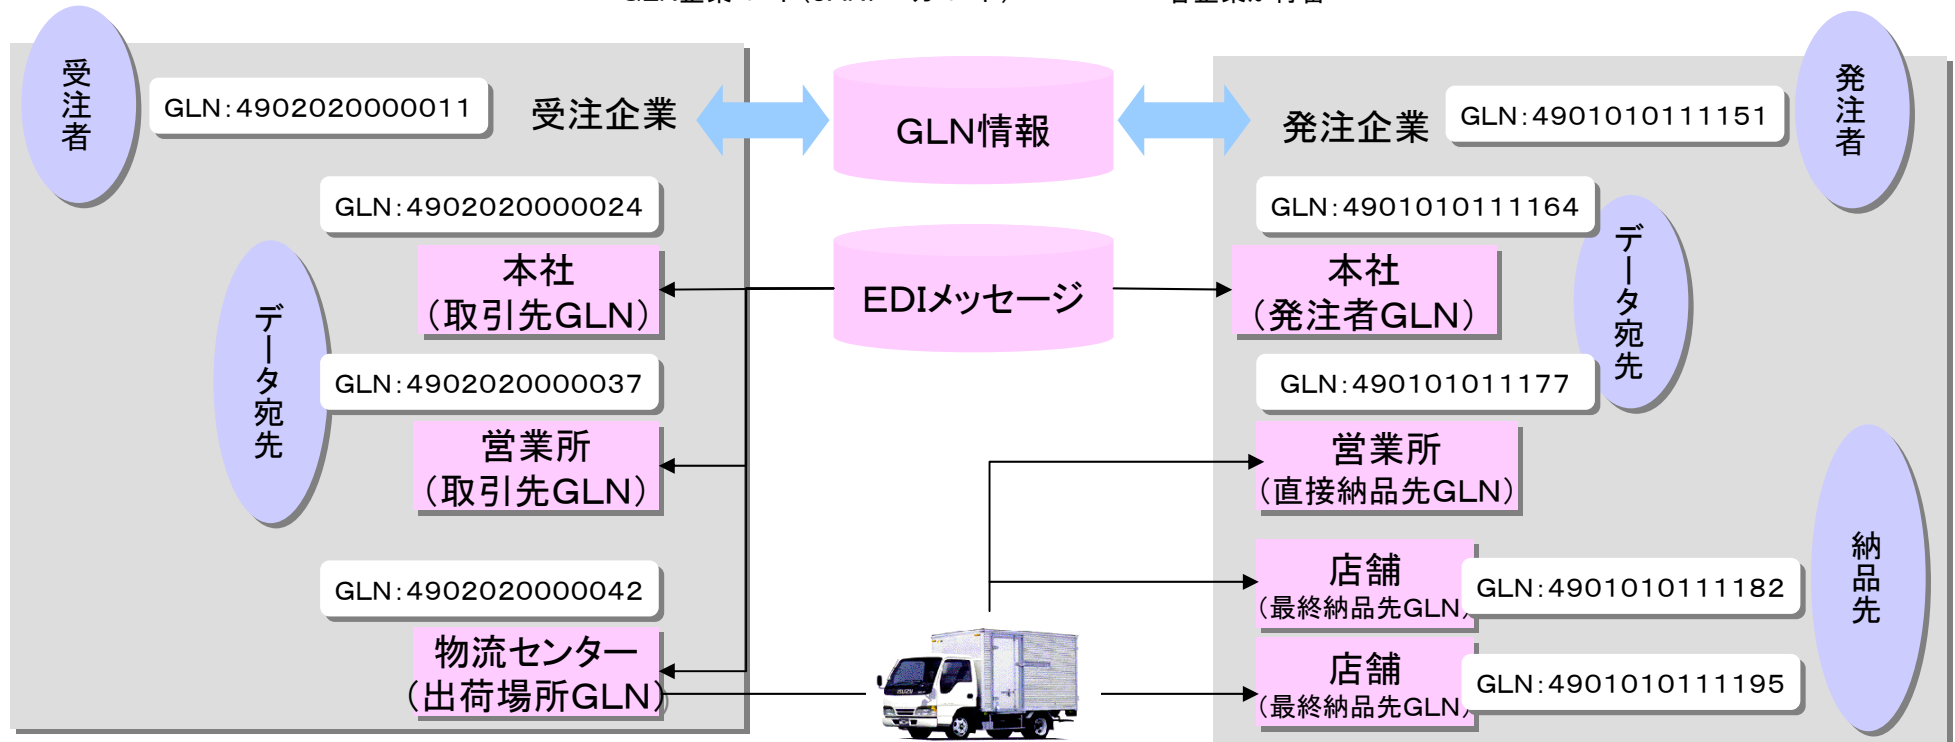 受注者
GLN:4902020000011
受注企業
GLN情報
発注企業
GLN:4901010111151
発注者
GLN:4902020000024
本社
(取引先GLN)
データ宛先
GLN:4902020000037
営業所
(取引先GLN)
GLN:4902020000042
物流センター
(出荷場所GLN)
EDIメッセージ
ISUZU
GLN:4901010111164
本社
(発注者GLN)
データ宛先
GLN:490101011177
営業所
(直接納品先GLN)
店舗
(最終納品先GLN)
GLN:4901010111182
店舗
(最終納品先GLN)
GLN:4901010111195
納品先